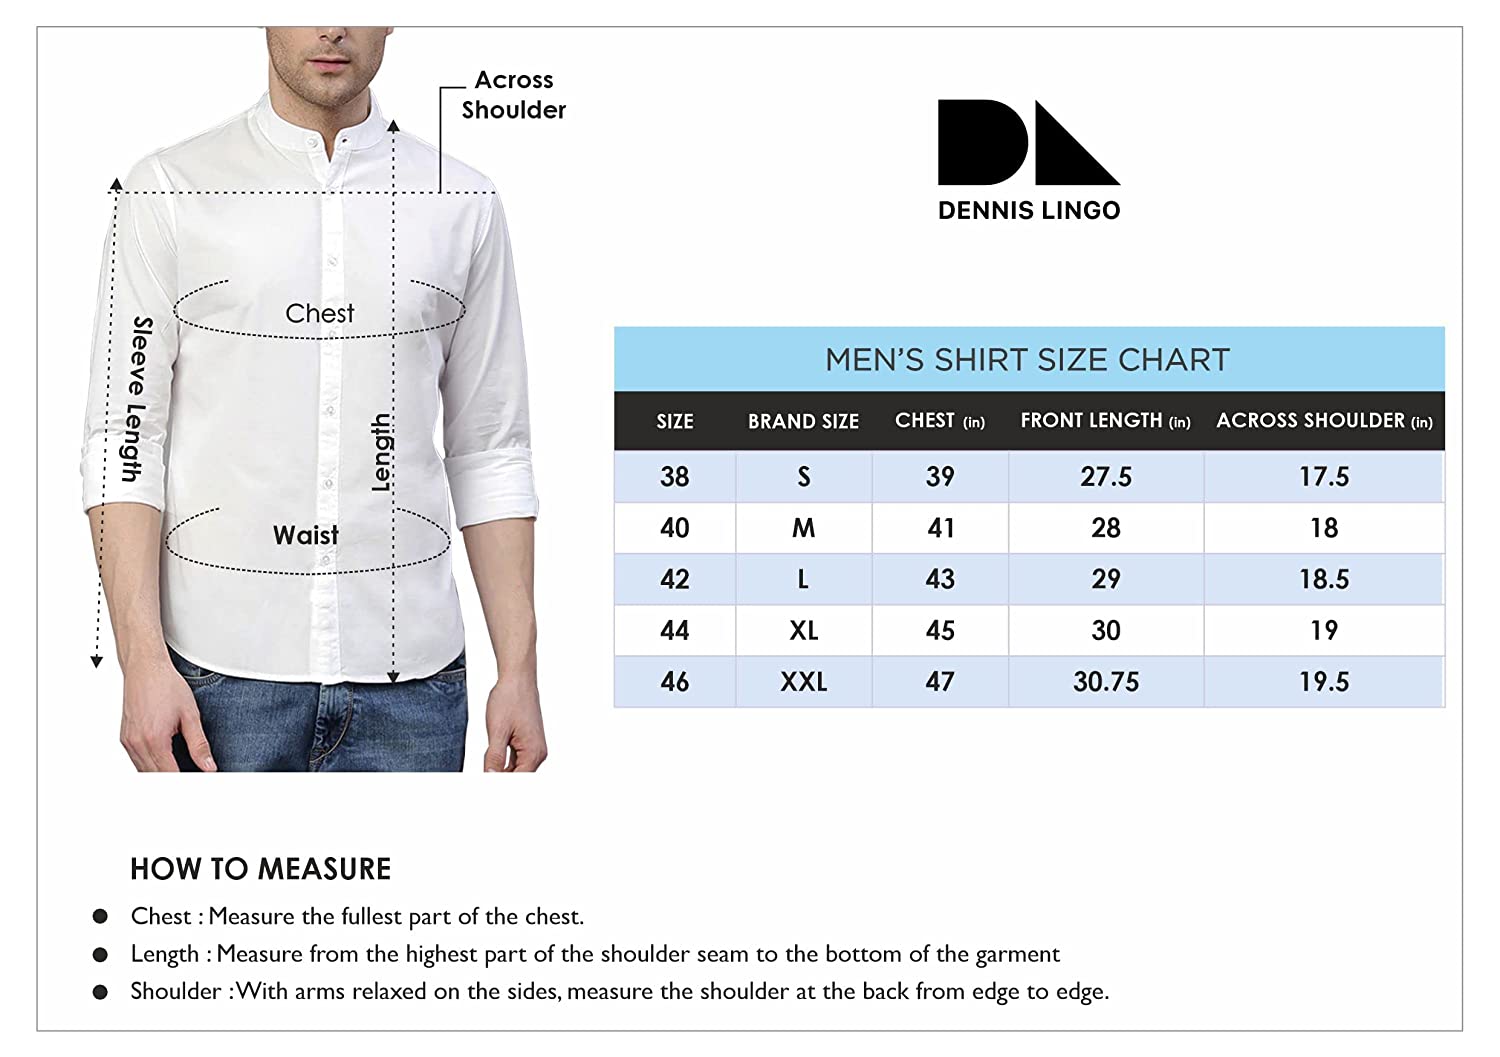 Across
Shoulder
Chest
Sleeve Length
Length
Waist
DENNIS LINGO
MEN'S SHIRT SIZE CHART
SIZE BRAND SIZE CHEST (in) FRONT LENGTH (in) ACROSS SHOULDER (in)
38 S 39 27.5 17.5
40 M 41 28 18
42 L 43 29 18.5
44 XL 45 30 19
46 XXL 47 30.75 19.5
HOW TO MEASURE
● Chest : Measure the fullest part of the chest.
● Length : Measure from the highest part of the shoulder seam to the bottom of the garment
● Shoulder : With arms relaxed on the sides, measure the shoulder at the back from edge to edge.